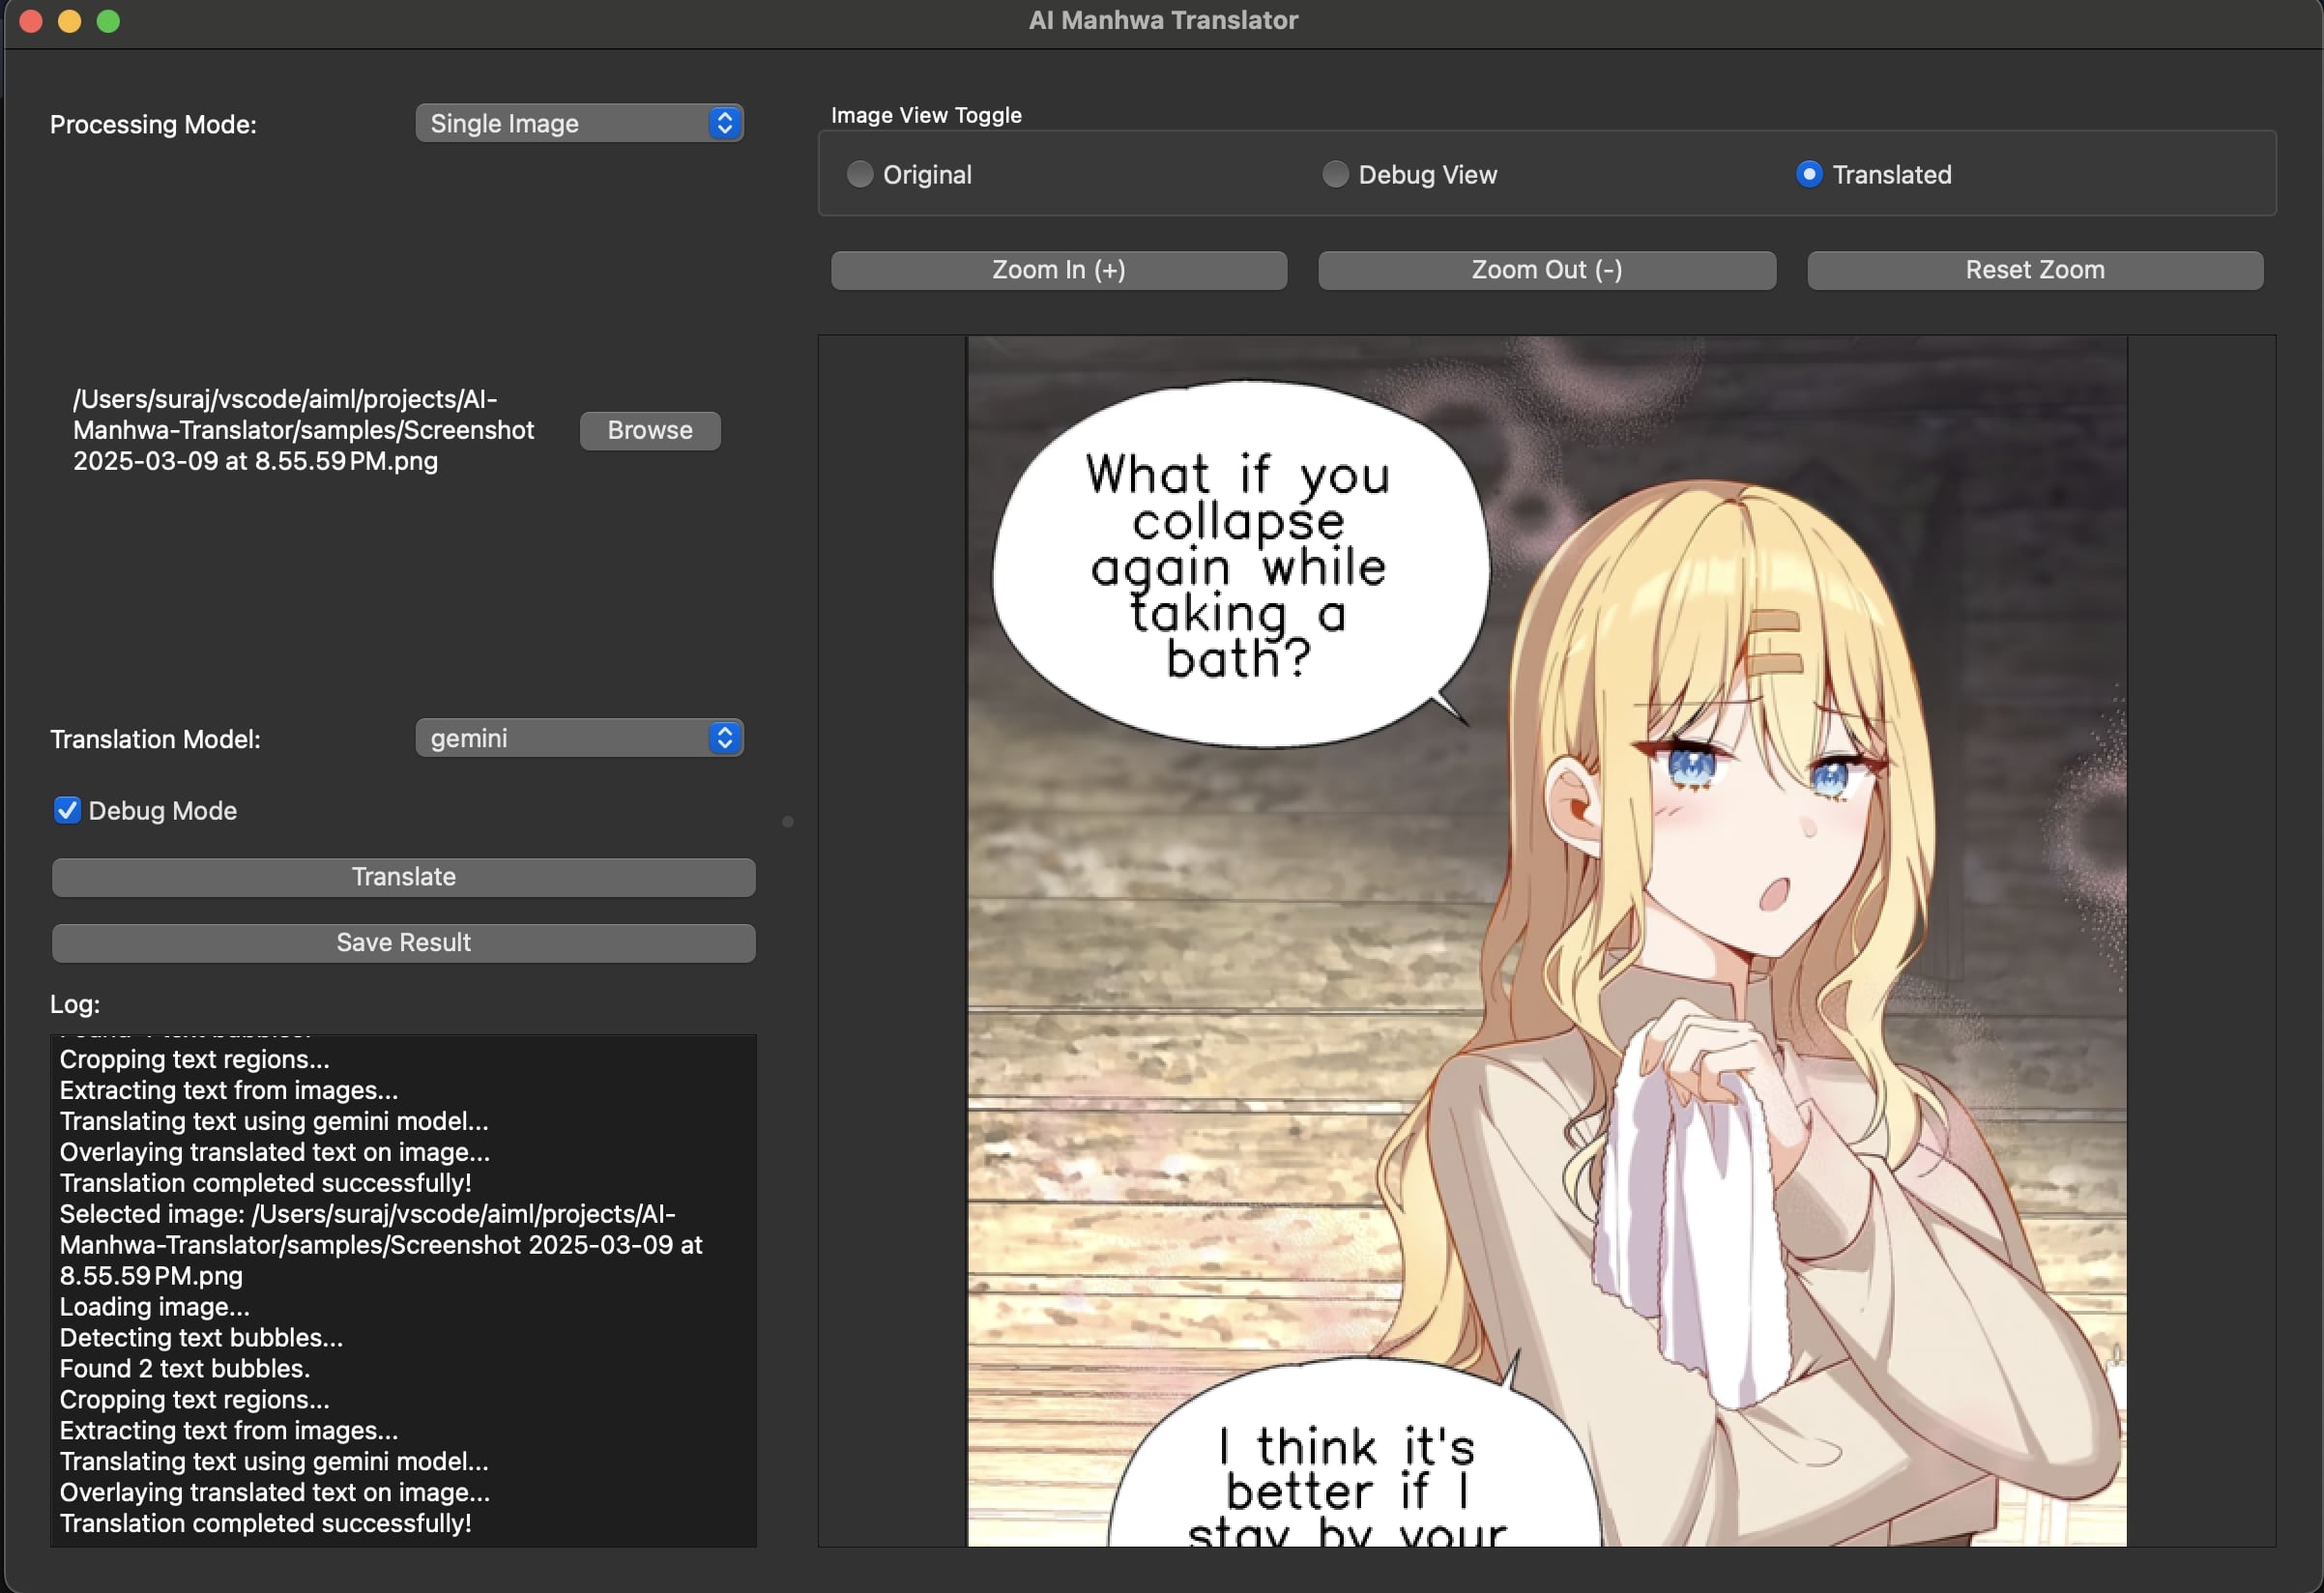 AI Manhwa Translator
Processing Mode:
Single Image
/Users/suraj/vscode/aiml/projects/AI-
Manhwa-Translator/samples/Screenshot
2025-03-09 at 8.55.59 PM.png
Browse
Translation Model:
gemini
Debug Mode
Translate
Save Result
Log:
Cropping text regions...
Extracting text from images...
Translating text using gemini model...
Overlaying translated text on image...
Translation completed successfully!
Selected image: /Users/suraj/vscode/aiml/projects/AI-
Manhwa-Translator/samples/Screenshot 2025-03-09 at
8.55.59 PM.png
Loading image...
Detecting text bubbles...
Found 2 text bubbles.
Cropping text regions...
Extracting text from images...
Translating text using gemini model...
Overlaying translated text on image...
Translation completed successfully!
Image View Toggle
Original
Debug View
Translated
Zoom In (+)
Zoom Out (-)
Reset Zoom
What if you
collapse
again while
taking a
bath?
I think it's
better if I
stay by your